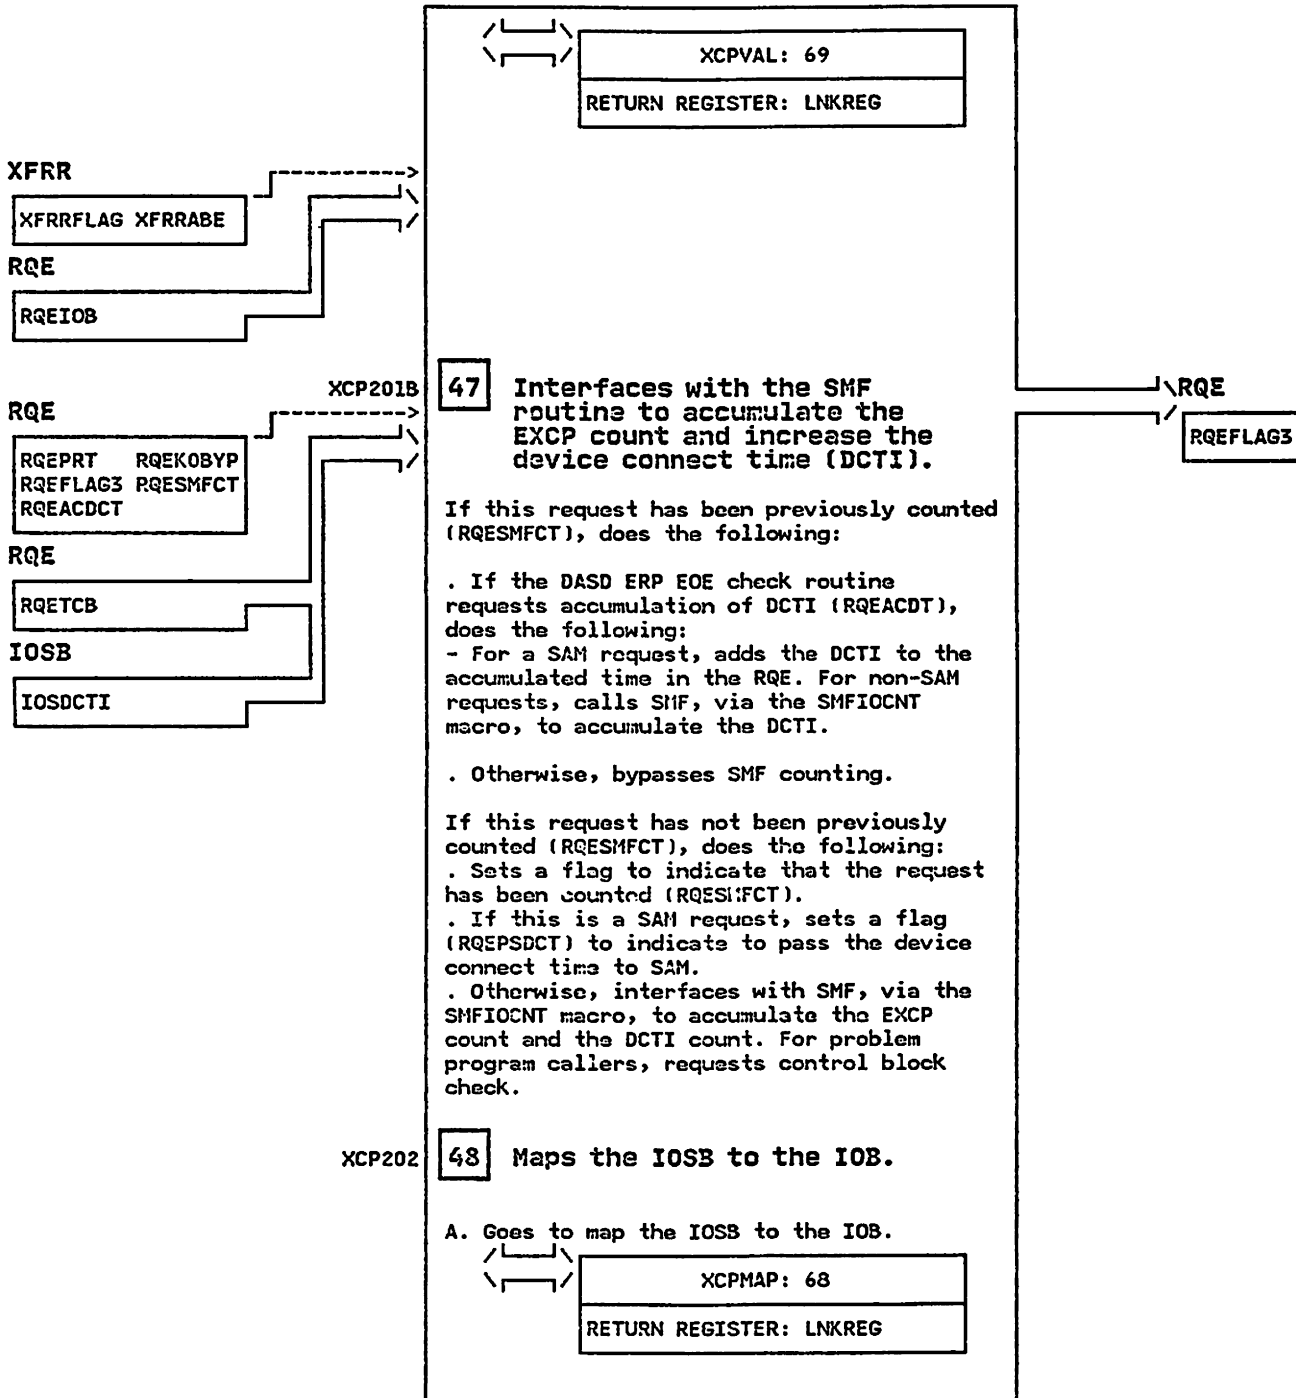 XCPVAL: 69
RETURN REGISTER: LNKREG
XFRR
XFRRFLAG XFRRABE
RQE
RQEIOB
XCP201B
47
Interfaces with the SMF
routine to accumulate the
EXCP count and increase the
device connect time (DCTI).
RQE
RQEFLAG3
RQE
RQEPRT RQEKOBYP
RQEFLAG3 RQESMFCT
RQEACDCT
RQE
RQETCB
IOSB
IOSDCTI
If this request has been previously counted
(RQESMFCT), does the following:
. If the DASD ERP EOE check routine
requests accumulation of DCTI (RQEACDT),
does the following:
- For a SAM request, adds the DCTI to the
accumulated time in the RQE. For non-SAM
requests, calls SMF, via the SMFIOCNT
macro, to accumulate the DCTI.
. Otherwise, bypasses SMF counting.
If this request has not been previously
counted (RQESMFCT), does the following:
. Sets a flag to indicate that the request
has been counted (RQESMFCT).
. If this is a SAM request, sets a flag
(RQEPSDCT) to indicate to pass the device
connect time to SAM.
. Otherwise, interfaces with SMF, via the
SMFIOCNT macro, to accumulate the EXCP
count and the DCTI count. For problem
program callers, requests control block
check.
XCP202
48
Maps the IOSB to the IOB.
A. Goes to map the IOSB to the IOB.
XCPMAP: 68
RETURN REGISTER: LNKREG